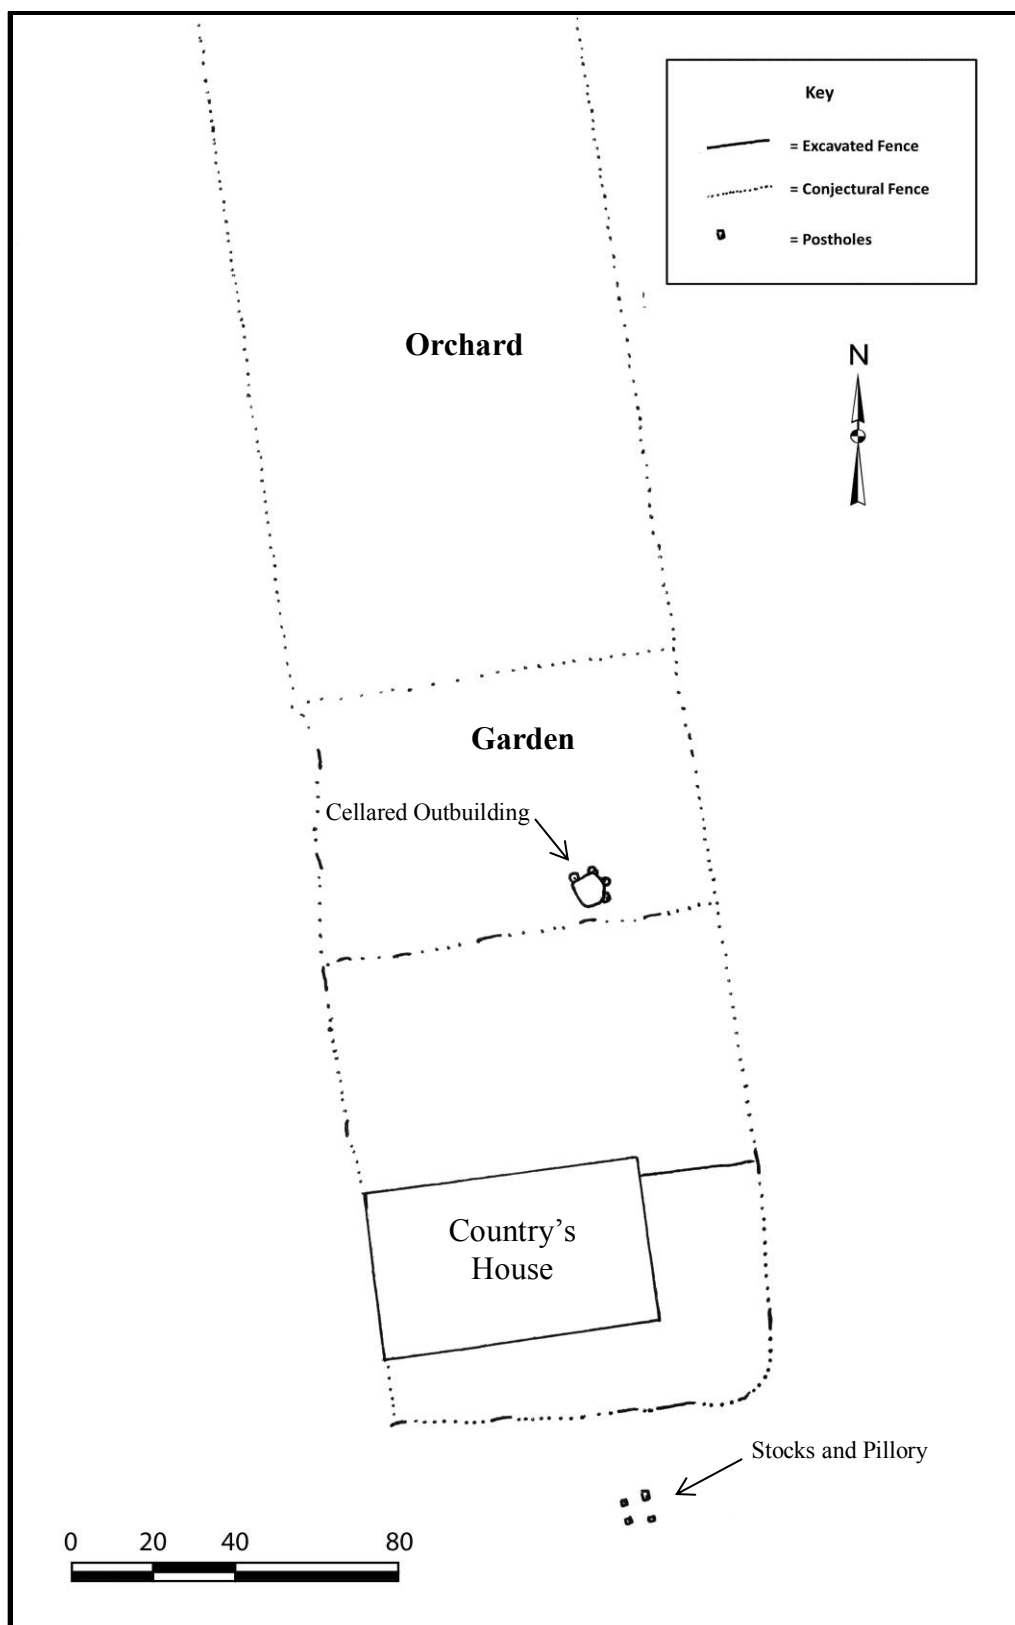 Key
= Excavated Fence
= Conjectural Fence
= Postholes
Orchard
N
Garden
Cellared Outbuilding
Country’s
House
Stocks and Pillory
0 20 40 80